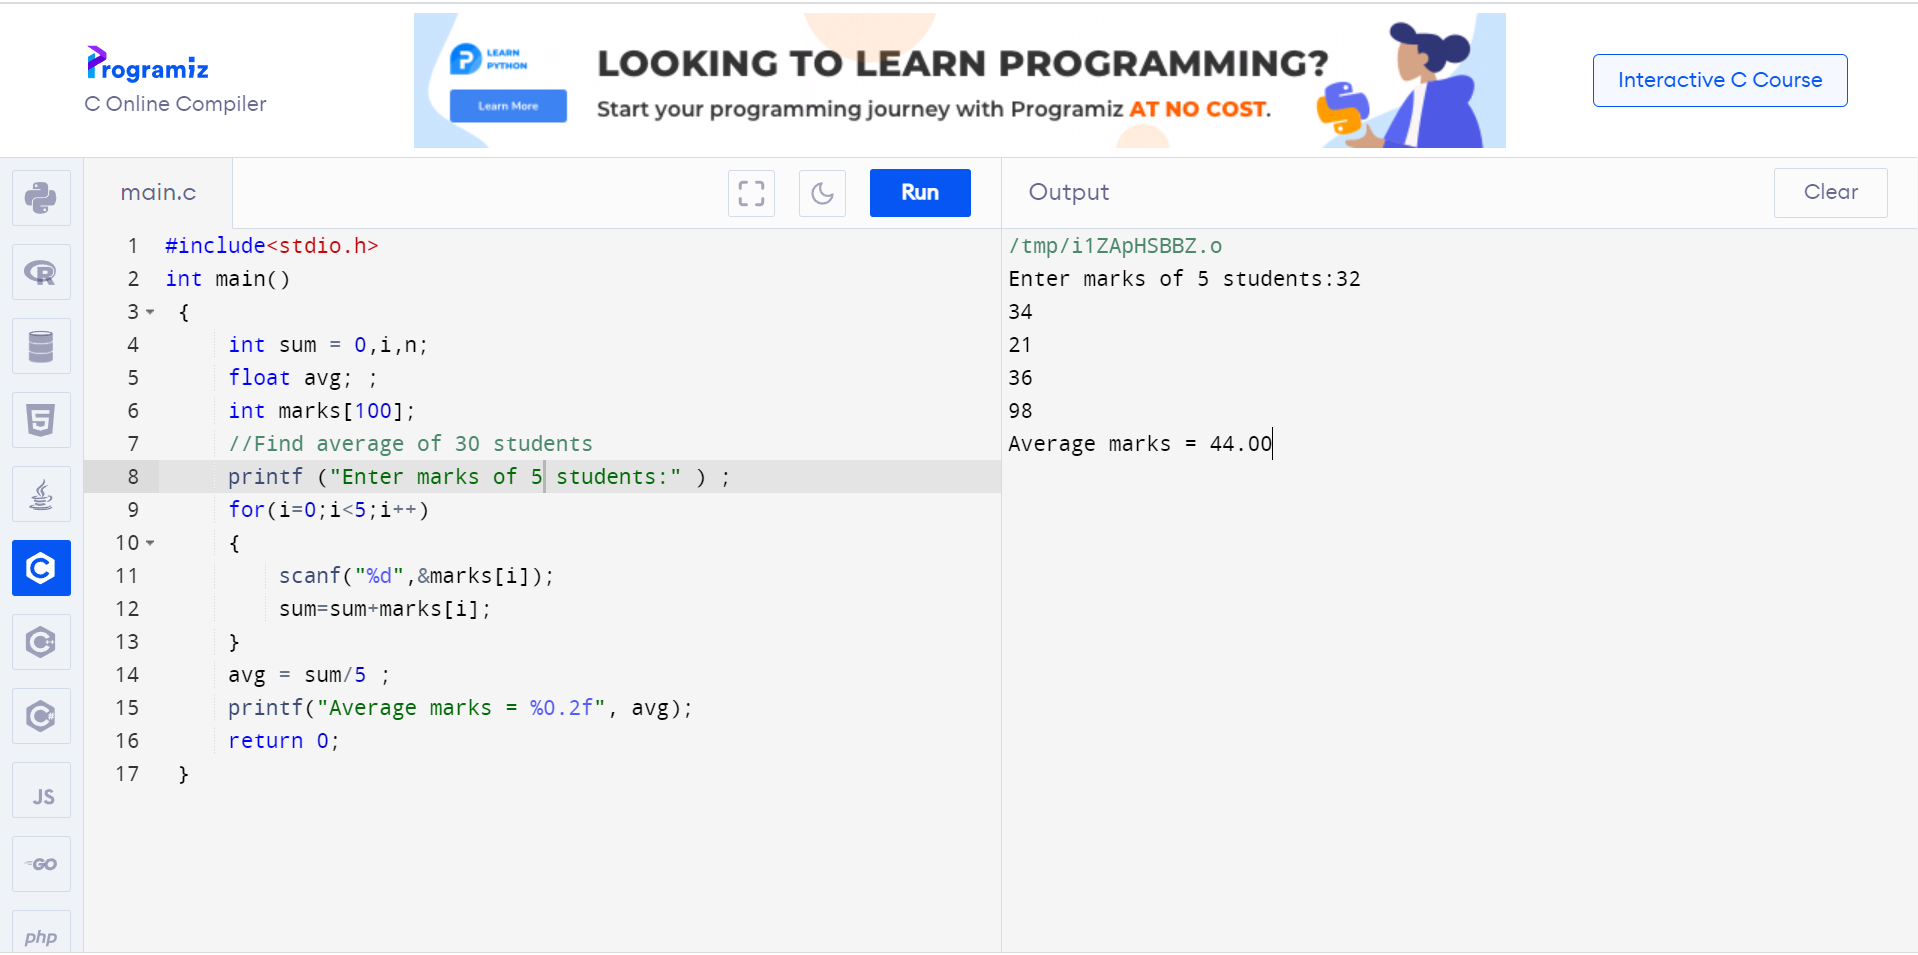 Programiz
C Online Compiler
LEARN
PYTHON
Learn More
LOOKING TO LEARN PROGRAMMING?
Start your programming journey with Programiz AT NO COST.
Interactive C Course
main.c
Run
Output
Clear
1 #include<stdio.h>
2 int main()
3 {
4 int sum = 0,i,n;
5 float avg; ;
6 int marks[100];
7 //Find average of 30 students
8 printf ("Enter marks of 5 students:" ) ;
9 for(i=0;i<5;i++)
10 {
11 scanf("%d",&marks[i]);
12 sum=sum+marks[i];
13 }
14 avg = sum/5 ;
15 printf("Average marks = %0.2f", avg);
16 return 0;
17 }
/tmp/i1ZApHSBBZ.o
Enter marks of 5 students:32
34
21
36
98
Average marks = 44.00
R
5
C
C++
C#
JS
GO
php